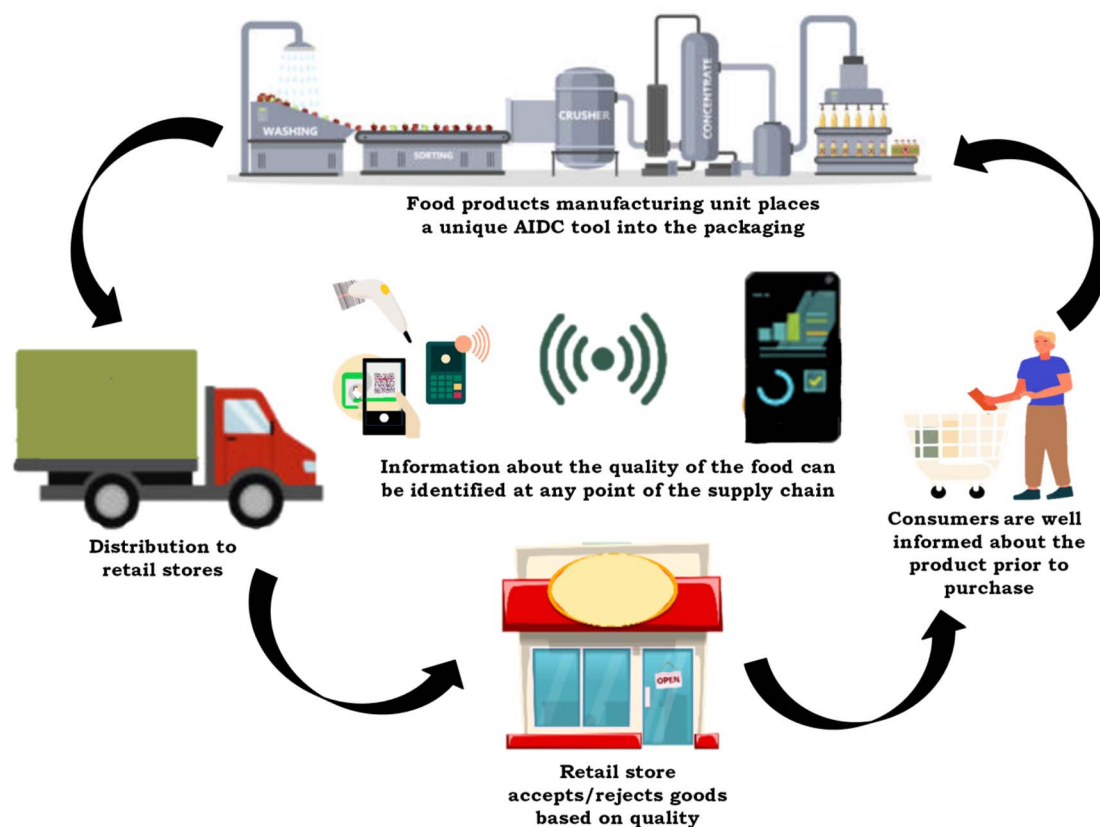 WASHING
SORTING
CRUSHER
CONCENTRATE
Food products manufacturing unit places
a unique AIDC tool into the packaging
Information about the quality of the food can
be identified at any point of the supply chain
Distribution to
retail stores
Consumers are well
informed about the
product prior to
purchase
OPEN
Retail store
accepts/rejects goods
based on quality